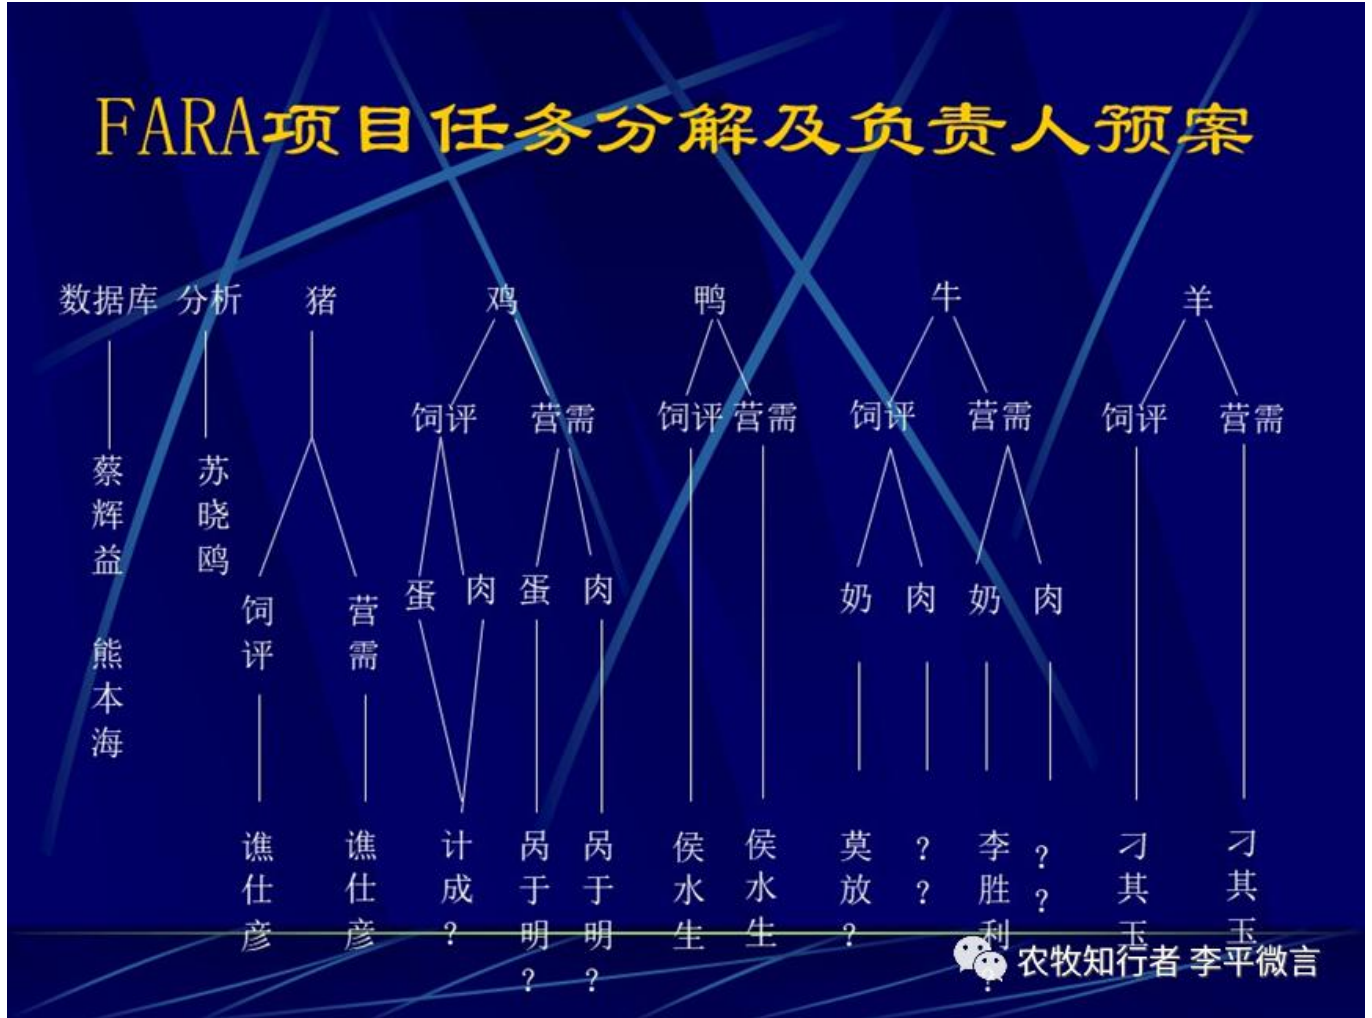 FARA项目任务分解及负责人预案
数据库 分析 猪 鸡 鸭 牛 羊
饲评 营需 饲评 营需 饲评 营需 饲评 营需
蔡辉益 熊本海
苏晓鸥
饲评 营需
蛋 肉 蛋 肉
奶 肉 奶 肉
谯仕彦
谯仕彦
计成?
呙于明?
呙于明?
侯水生
侯水生
莫放?
??
李胜利?
??
刁其玉
刁其玉
农牧知行者 李平微言